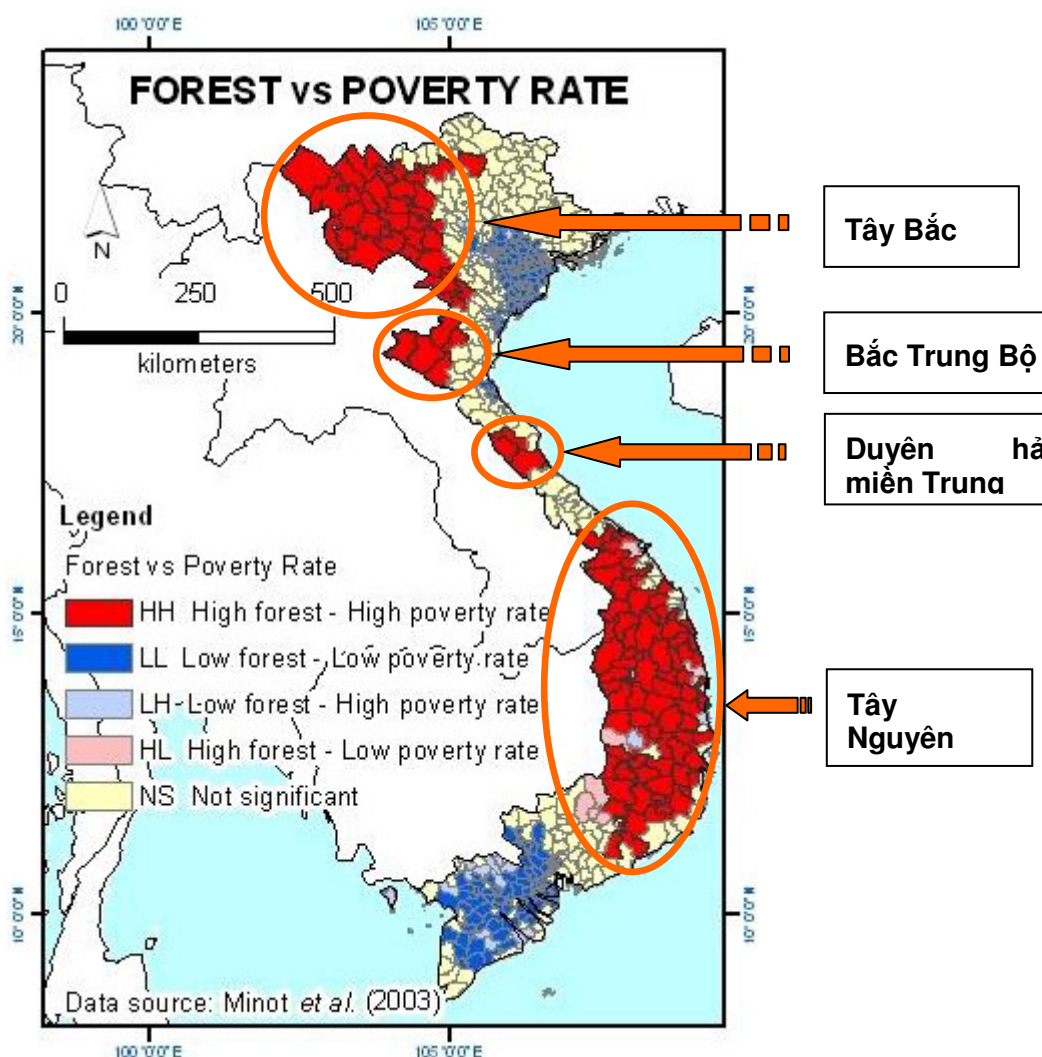 100°0'0"E 105°0'0"E
FOREST vs POVERTY RATE
Tây Bắc
N
0 250 500
kilometers
20°0'0"N
20°0'0"N
Bắc Trung Bộ
Duyên hả
miền Trung
Legend
Forest vs Poverty Rate
HH High forest - High poverty rate
LL Low forest - Low poverty rate
LH Low forest - High poverty rate
HL High forest - Low poverty rate
NS Not significant
15°0'0"N
15°0'0"N
Tây
Nguyên
10°0'0"N
10°0'0"N
Data source: Minot et al. (2003)
100°0'0"E 105°0'0"E